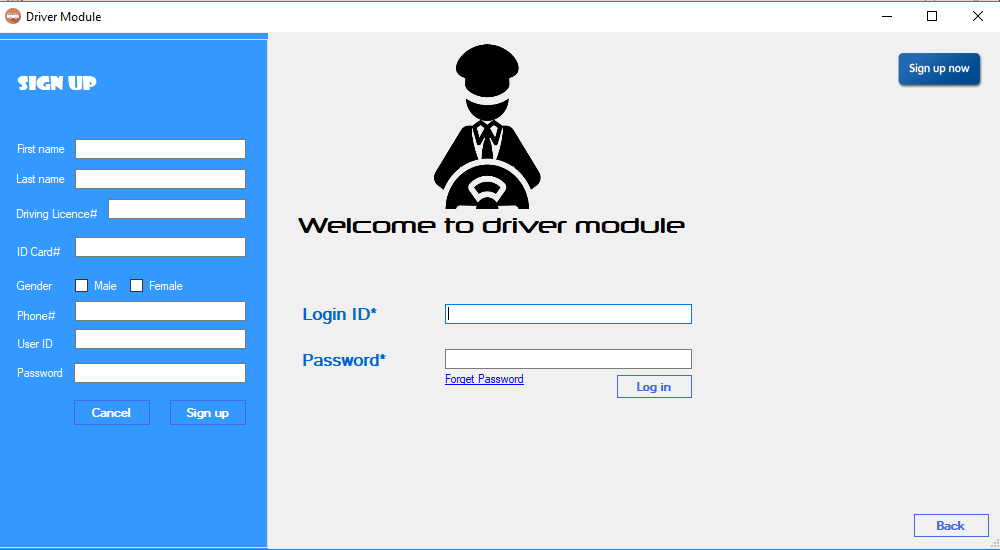 Driver Module
SIGN UP
First name
Last name
Driving Licence#
ID Card#
Gender Male Female
Phone#
User ID
Password
Cancel Sign up
Sign up now
Welcome to driver module
Login ID*
Password*
Forget Password
Log in
Back